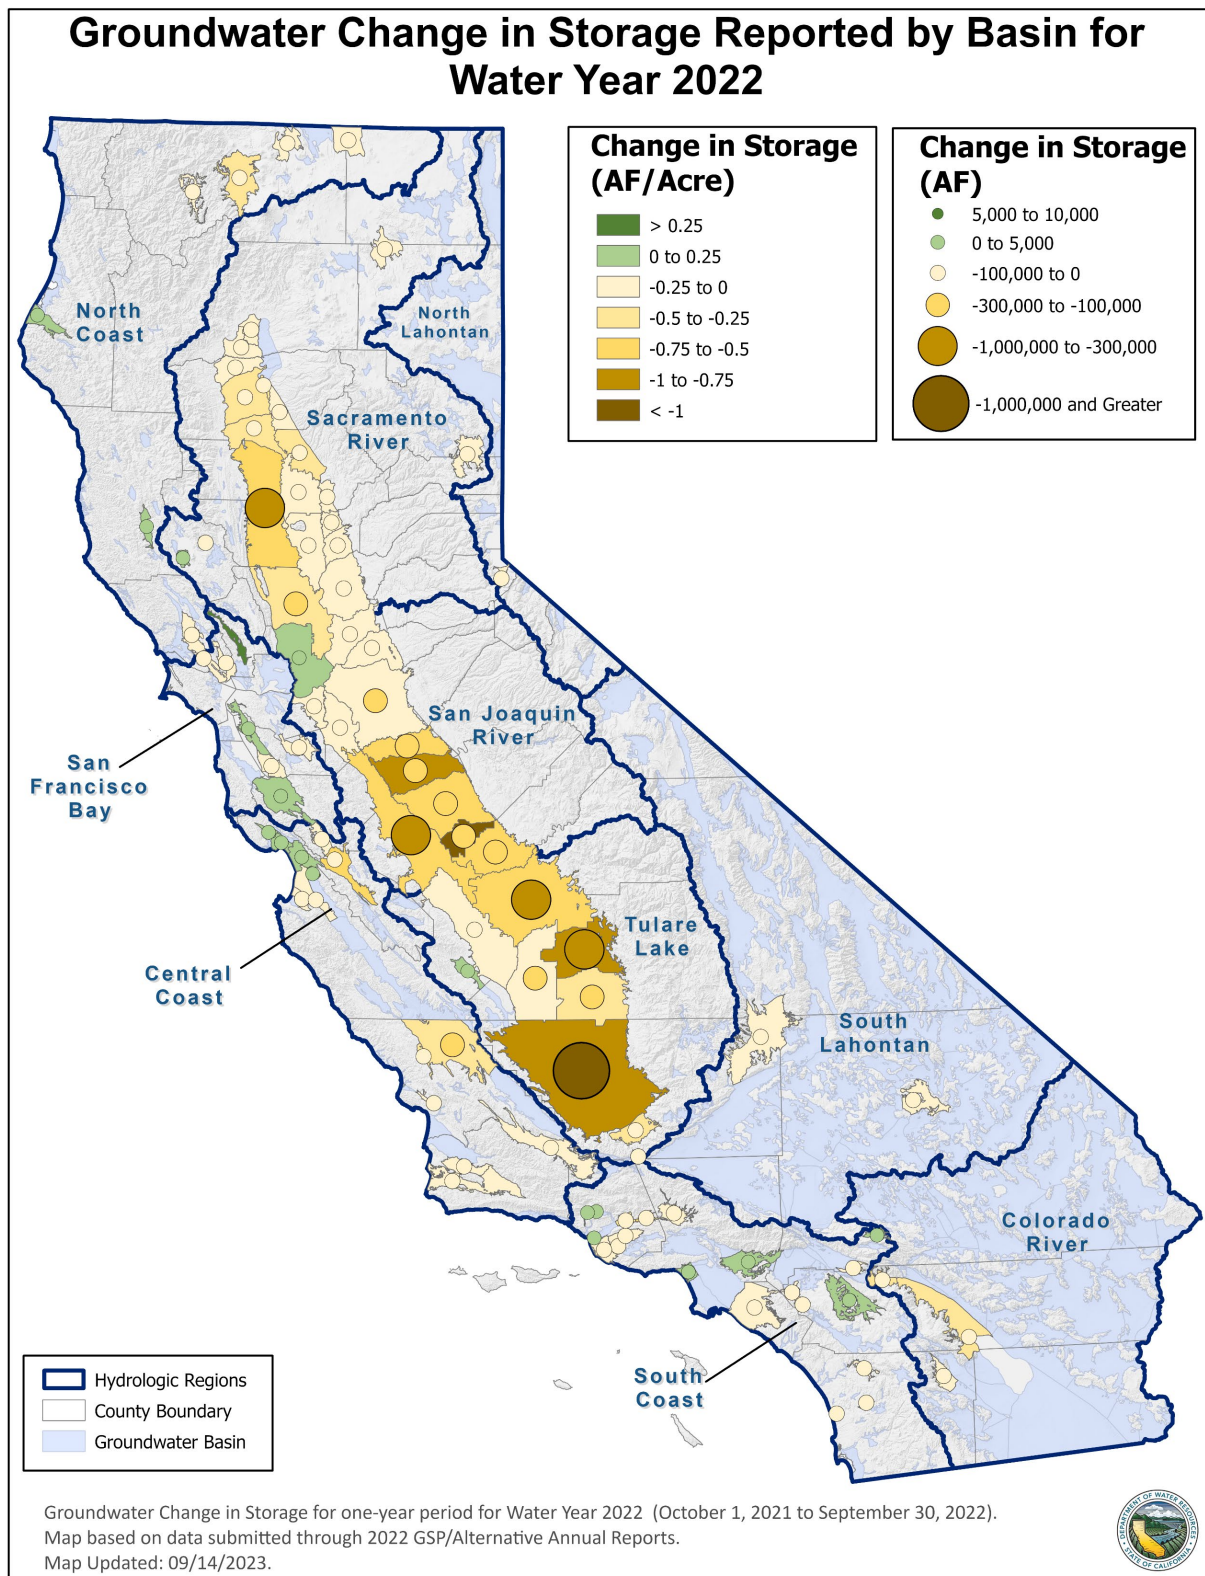 Groundwater Change in Storage Reported by Basin for
Water Year 2022
Change in Storage
(AF/Acre)
> 0.25
0 to 0.25
-0.25 to 0
-0.5 to -0.25
-0.75 to -0.5
-1 to -0.75
< -1
Change in Storage
(AF)
5,000 to 10,000
0 to 5,000
-100,000 to 0
-300,000 to -100,000
-1,000,000 to -300,000
-1,000,000 and Greater
North
Coast
North
Lahontan
Sacramento
River
San Joaquin
River
San
Francisco
Bay
Tulare
Lake
Central
Coast
South
Lahontan
Colorado
River
South
Coast
Hydrologic Regions
County Boundary
Groundwater Basin
Groundwater Change in Storage for one-year period for Water Year 2022 (October 1, 2021 to September 30, 2022).
Map based on data submitted through 2022 GSP/Alternative Annual Reports.
Map Updated: 09/14/2023.
DEPARTMENT OF WATER RESOURCES
STATE OF CALIFORNIA